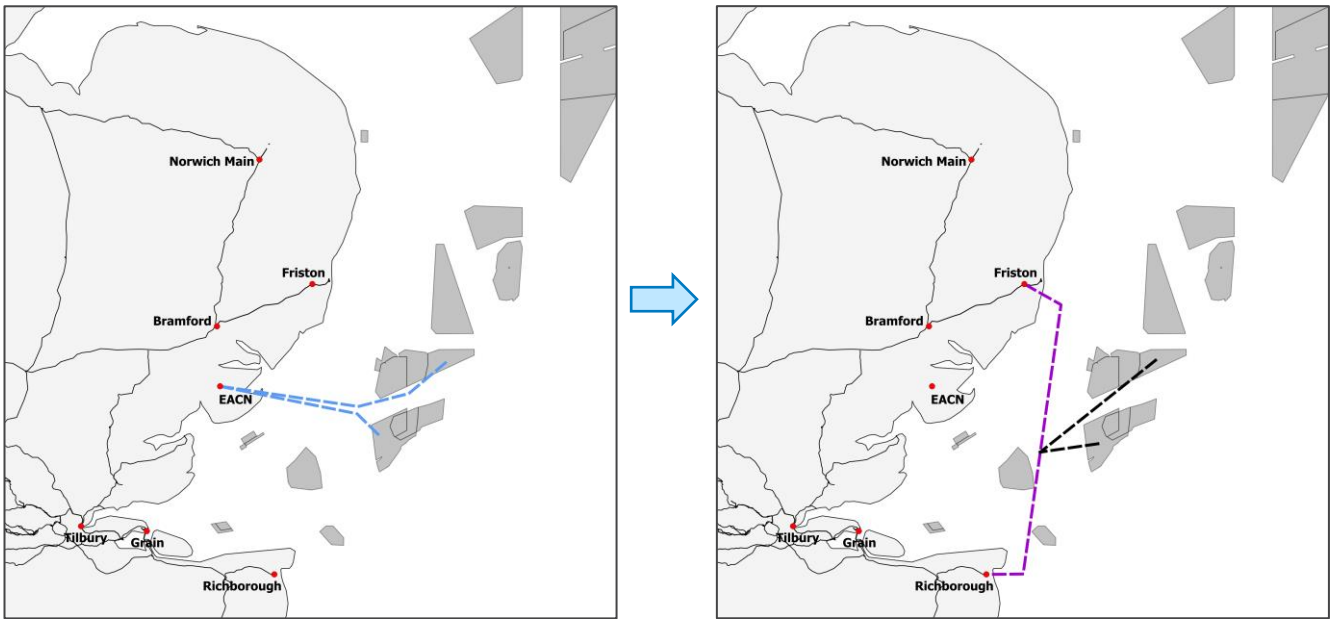 Norwich Main
Friston
Bramford
EACN
Tilbury
Grain
Richborough
Norwich Main
Friston
Bramford
EACN
Tilbury
Grain
Richborough